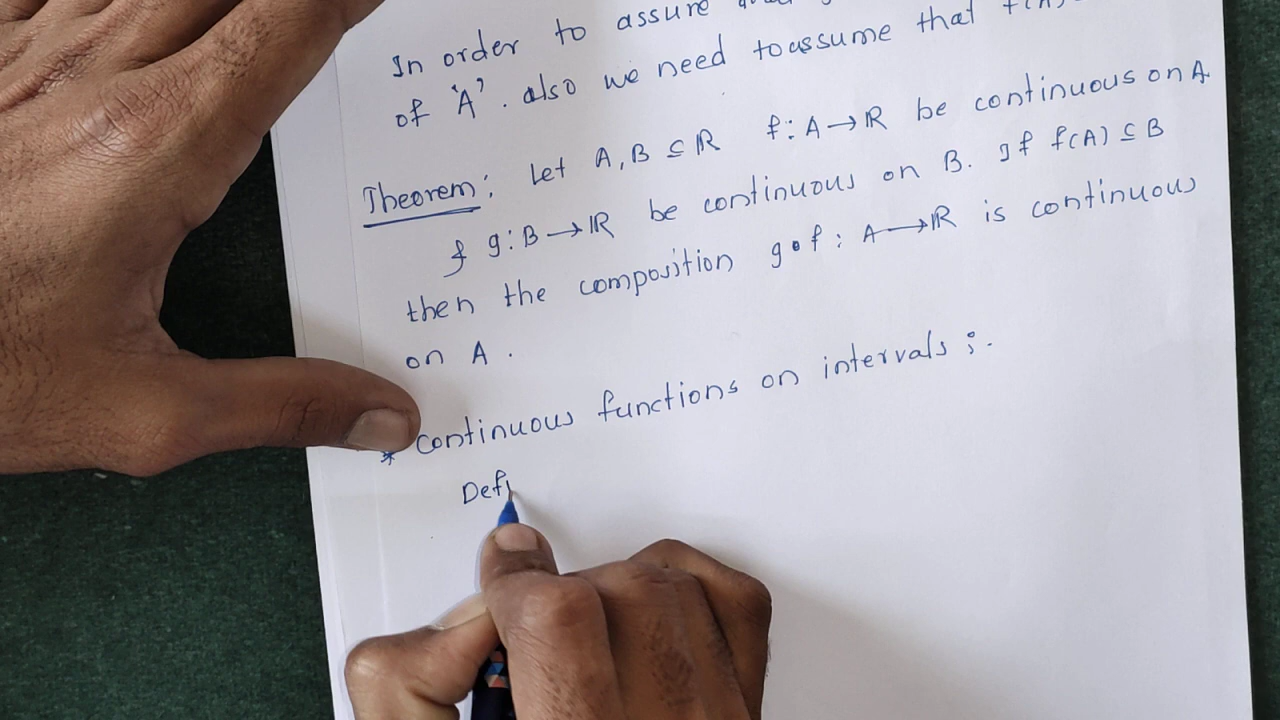 In order to assure
of 'A'. also we need to assume that f(A)
Theorem: Let A, B ⊆ ℝ f: A → ℝ be continuous on A
& g: B → ℝ be continuous on B. If f(A) ⊆ B
then the composition g∘f: A → ℝ is continuous
on A.
* Continuous functions on intervals ;.
Defi